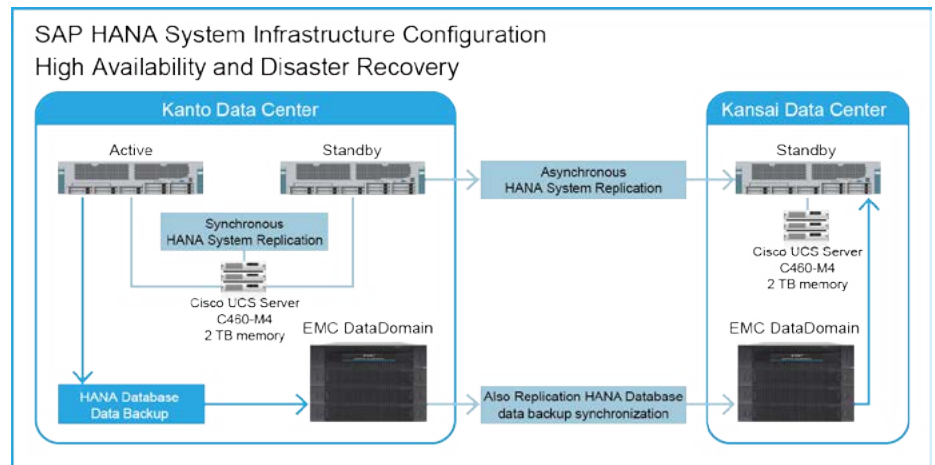 SAP HANA System Infrastructure Configuration
High Availability and Disaster Recovery
Kanto Data Center
Active
Standby
Synchronous
HANA System Replication
Cisco UCS Server
C460-M4
2 TB memory
HANA Database
Data Backup
EMC DataDomain
Asynchronous
HANA System Replication
Also Replication HANA Database
data backup synchronization
Kansai Data Center
Standby
Cisco UCS Server
C460-M4
2 TB memory
EMC DataDomain